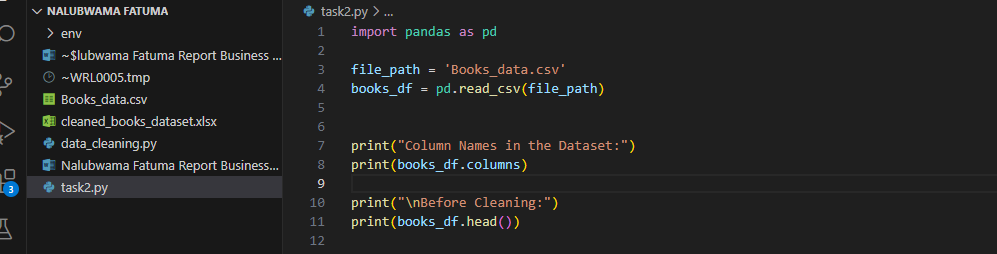 NALUBWAMA FATUMA
env
~$lubwama Fatuma Report Business ...
~WRL0005.tmp
Books_data.csv
cleaned_books_dataset.xlsx
data_cleaning.py
Nalubwama Fatuma Report Business...
task2.py
3
task2.py > ...
1 import pandas as pd
2
3 file_path = 'Books_data.csv'
4 books_df = pd.read_csv(file_path)
5
6
7 print("Column Names in the Dataset:")
8 print(books_df.columns)
9
10 print("\nBefore Cleaning:")
11 print(books_df.head())
12